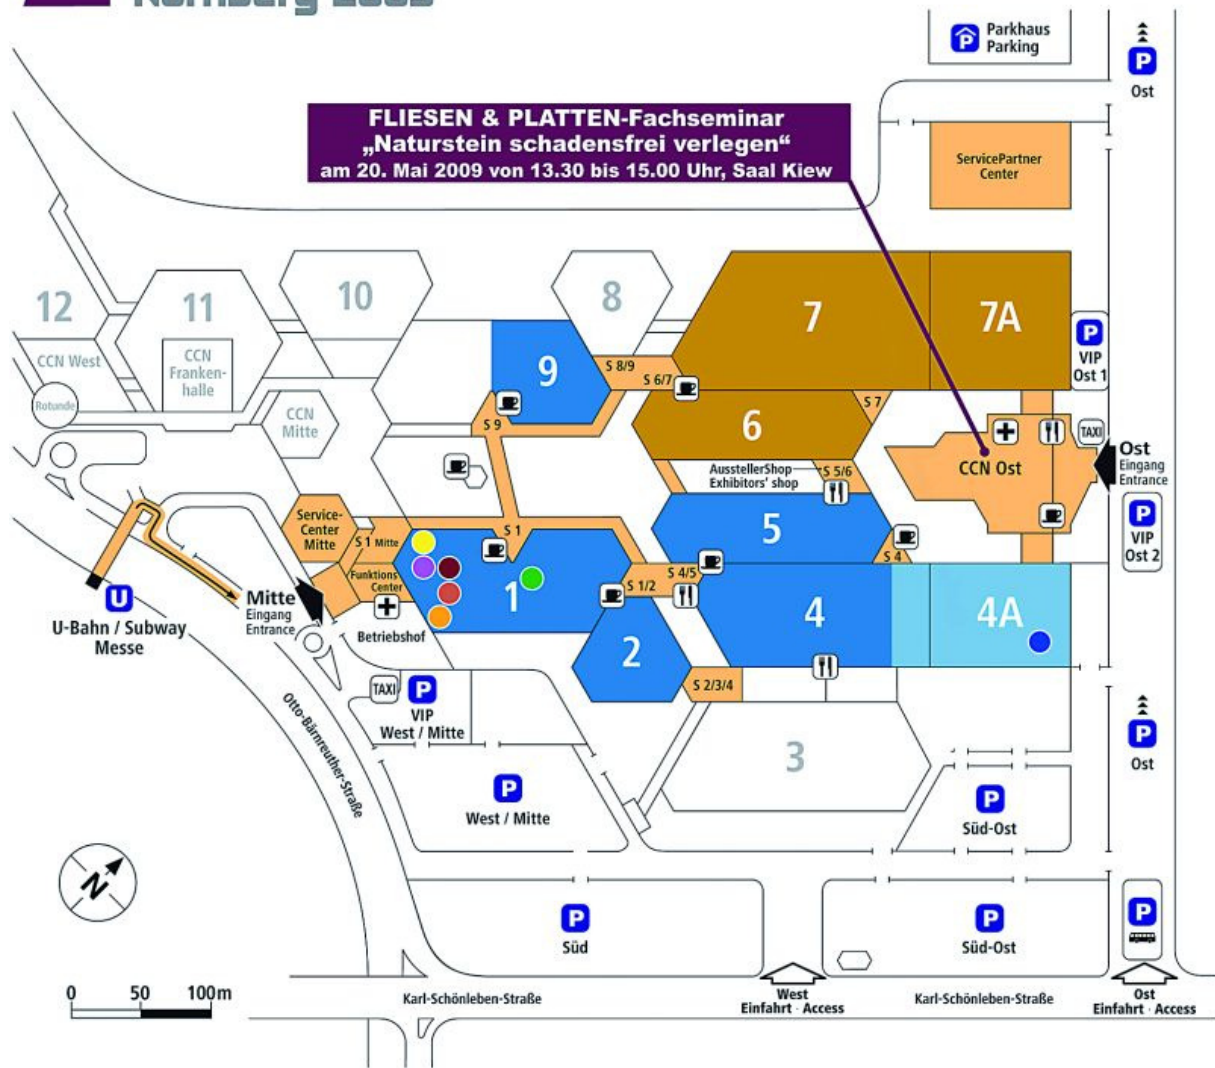 Nürnberg 2009
Parkhaus
Parking
P
P
Ost
FLIESEN & PLATTEN-Fachseminar
„Naturstein schadensfrei verlegen“
am 20. Mai 2009 von 13.30 bis 15.00 Uhr, Saal Kiew
ServicePartner
Center
12
CCN West
Rotunde
11
CCN
Franken-
halle
10
CCN
Mitte
8
9
S 8/9
S 6/7
S 9
7
7A
P
VIP
Ost 1
6
S 7
AusstellerShop
Exhibitors' shop
S 5/6
TAXI
CCN Ost
Ost
Eingang
Entrance
P
VIP
Ost 2
5
S 4
Service-
Center
Mitte
S 1 Mitte
S 1
Funktions
Center
1
S 1/2
S 4/5
4
4A
2
S 2/3/4
3
U
U-Bahn / Subway
Messe
Mitte
Eingang
Entrance
Betriebshof
TAXI
P
VIP
West / Mitte
Otto-Bärnreuther-Straße
P
West / Mitte
P
Ost
P
Süd-Ost
N
P
Süd
P
Süd-Ost
P
0 50 100m
Karl-Schönleben-Straße
West
Einfahrt · Access
Karl-Schönleben-Straße
Ost
Einfahrt · Access